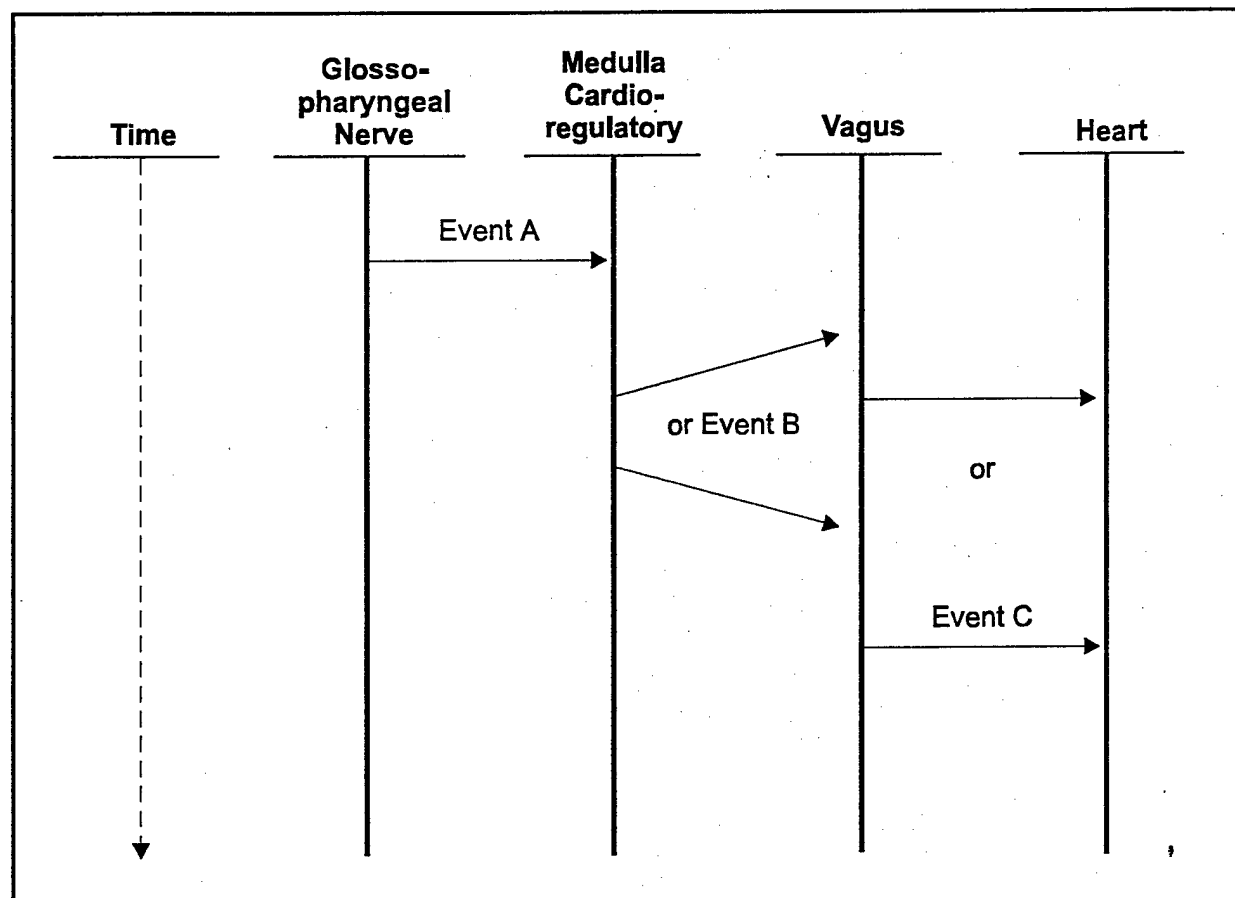 Time
Glosso-
pharyngeal
Nerve
Medulla
Cardio-
regulatory
Vagus
Heart
Event A
or Event B
or
Event C